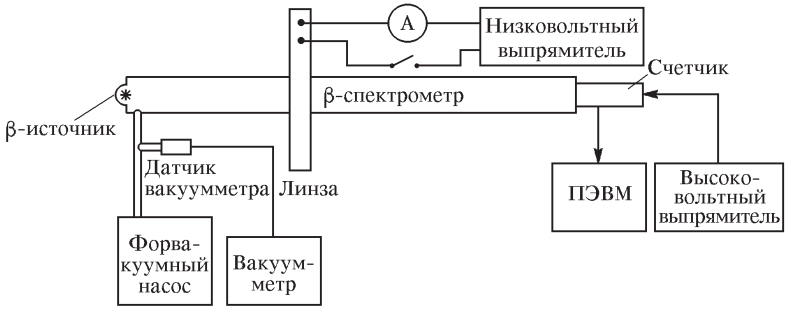 А
Низковольтный
выпрямитель
Счетчик
β-спектрометр
β-источник
Датчик
вакуумметра
Линза
ПЭВМ
Высоко-
вольтный
выпрямитель
Форва-
куумный
насос
Вакуум-
метр